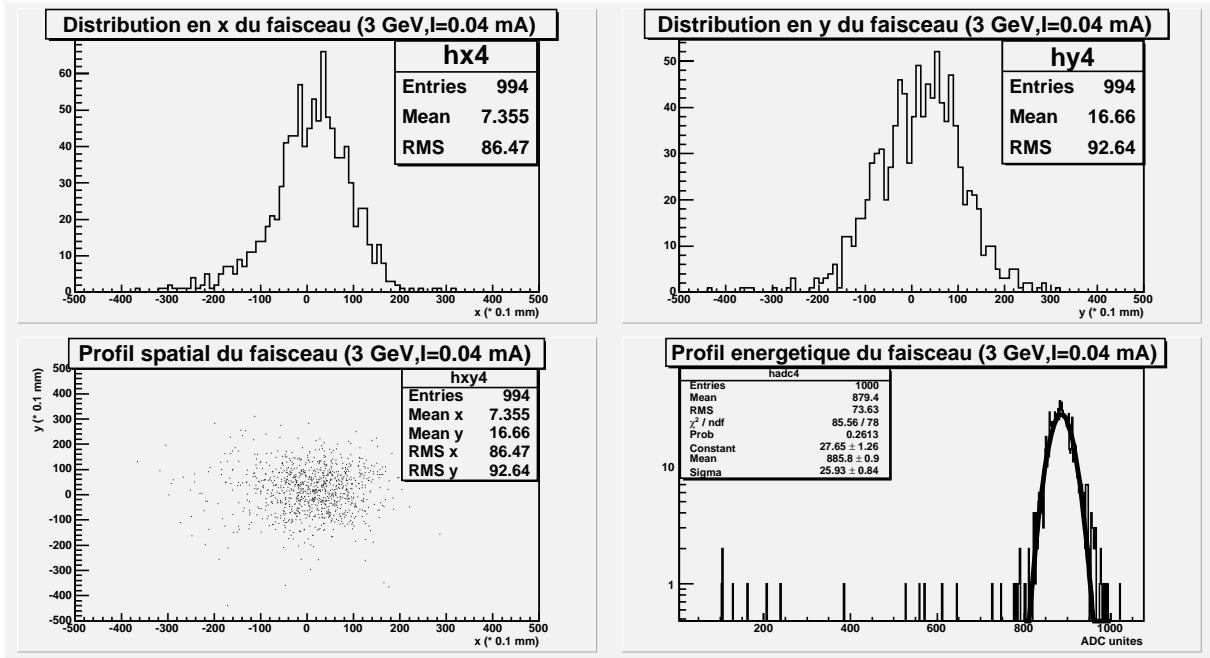 Distribution en x du faisceau (3 GeV,I=0.04 mA)
hx4
Entries 994
Mean 7.355
RMS 86.47
60
50
40
30
20
10
0
-500 -400 -300 -200 -100 0 100 200 300 400 500
x (* 0.1 mm)
Distribution en y du faisceau (3 GeV,I=0.04 mA)
hy4
Entries 994
Mean 16.66
RMS 92.64
50
40
30
20
10
0
-500 -400 -300 -200 -100 0 100 200 300 400 500
y (* 0.1 mm)
Profil spatial du faisceau (3 GeV,I=0.04 mA)
hxy4
Entries 994
Mean x 7.355
Mean y 16.66
RMS x 86.47
RMS y 92.64
y (* 0.1 mm)
500
400
300
200
100
0
-100
-200
-300
-400
-500
-500 -400 -300 -200 -100 0 100 200 300 400 500
x (* 0.1 mm)
Profil energetique du faisceau (3 GeV,I=0.04 mA)
hadc4
Entries 1000
Mean 879.4
RMS 73.63
χ² / ndf 85.56 / 78
Prob 0.2613
Constant 27.65 ± 1.26
Mean 885.8 ± 0.9
Sigma 25.93 ± 0.84
10
1
200 400 600 800 1000
ADC unites